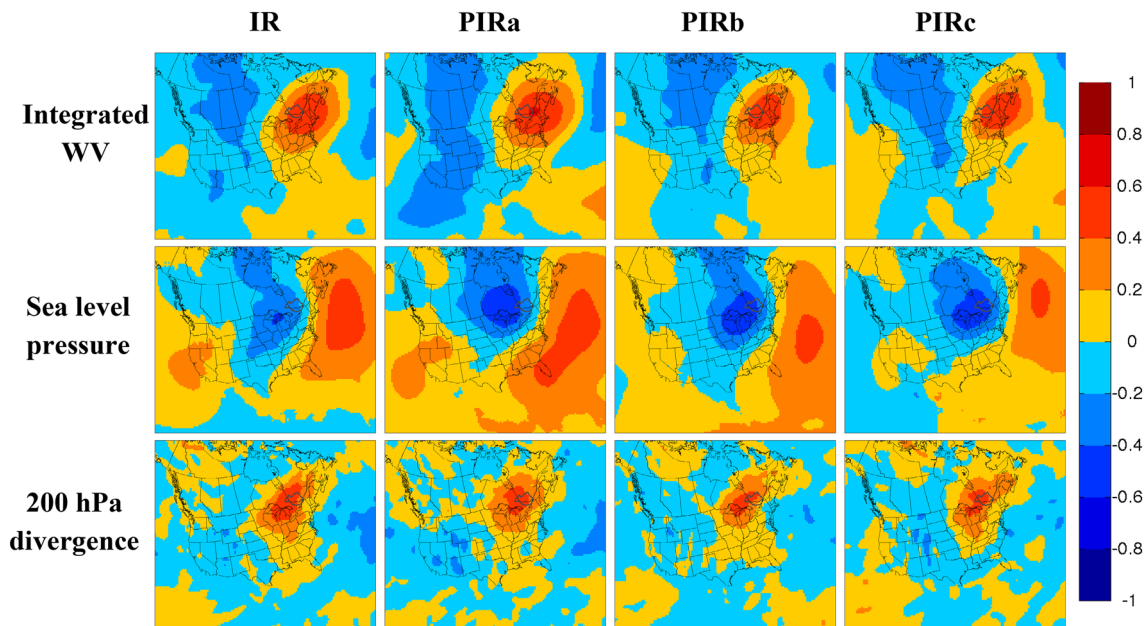 IR PIRa PIRb PIRc
Integrated
WV
Sea level
pressure
200 hPa
divergence
1
0.8
0.6
0.4
0.2
0
-0.2
-0.4
-0.6
-0.8
-1